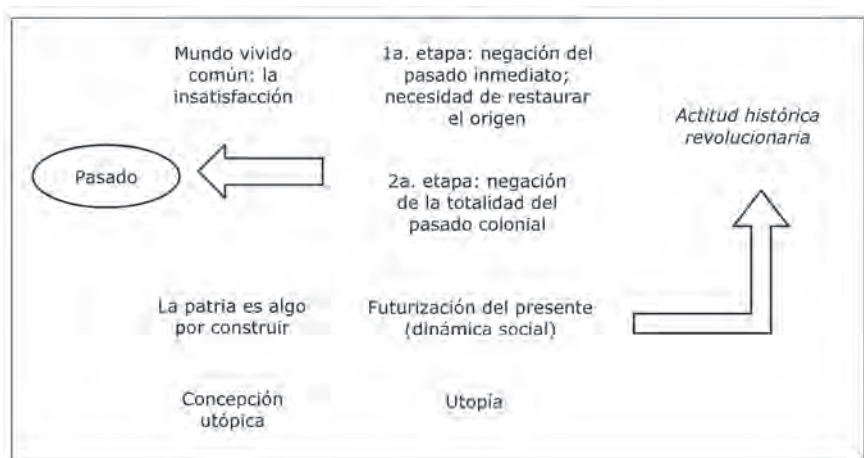 Mundo vivido
común: la
insatisfacción
1a. etapa: negación del
pasado inmediato;
necesidad de restaurar
el origen
Actitud histórica
revolucionaria
Pasado
2a. etapa: negación
de la totalidad del
pasado colonial
La patria es algo
por construir
Futurización del presente
(dinámica social)
Concepción
utópica
Utopía